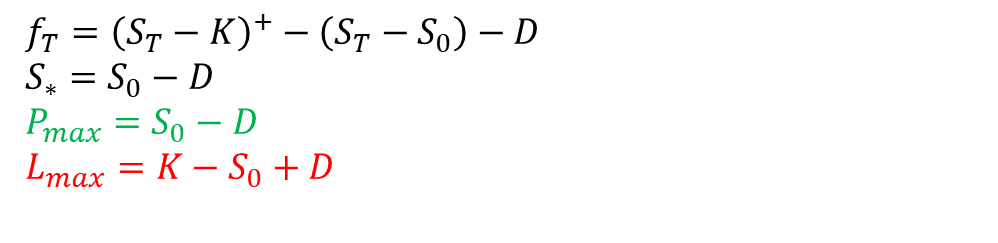 f_T = (S_T − K)^+ − (S_T − S_0) − D
S_* = S_0 − D
P_max = S_0 − D
L_max = K − S_0 + D